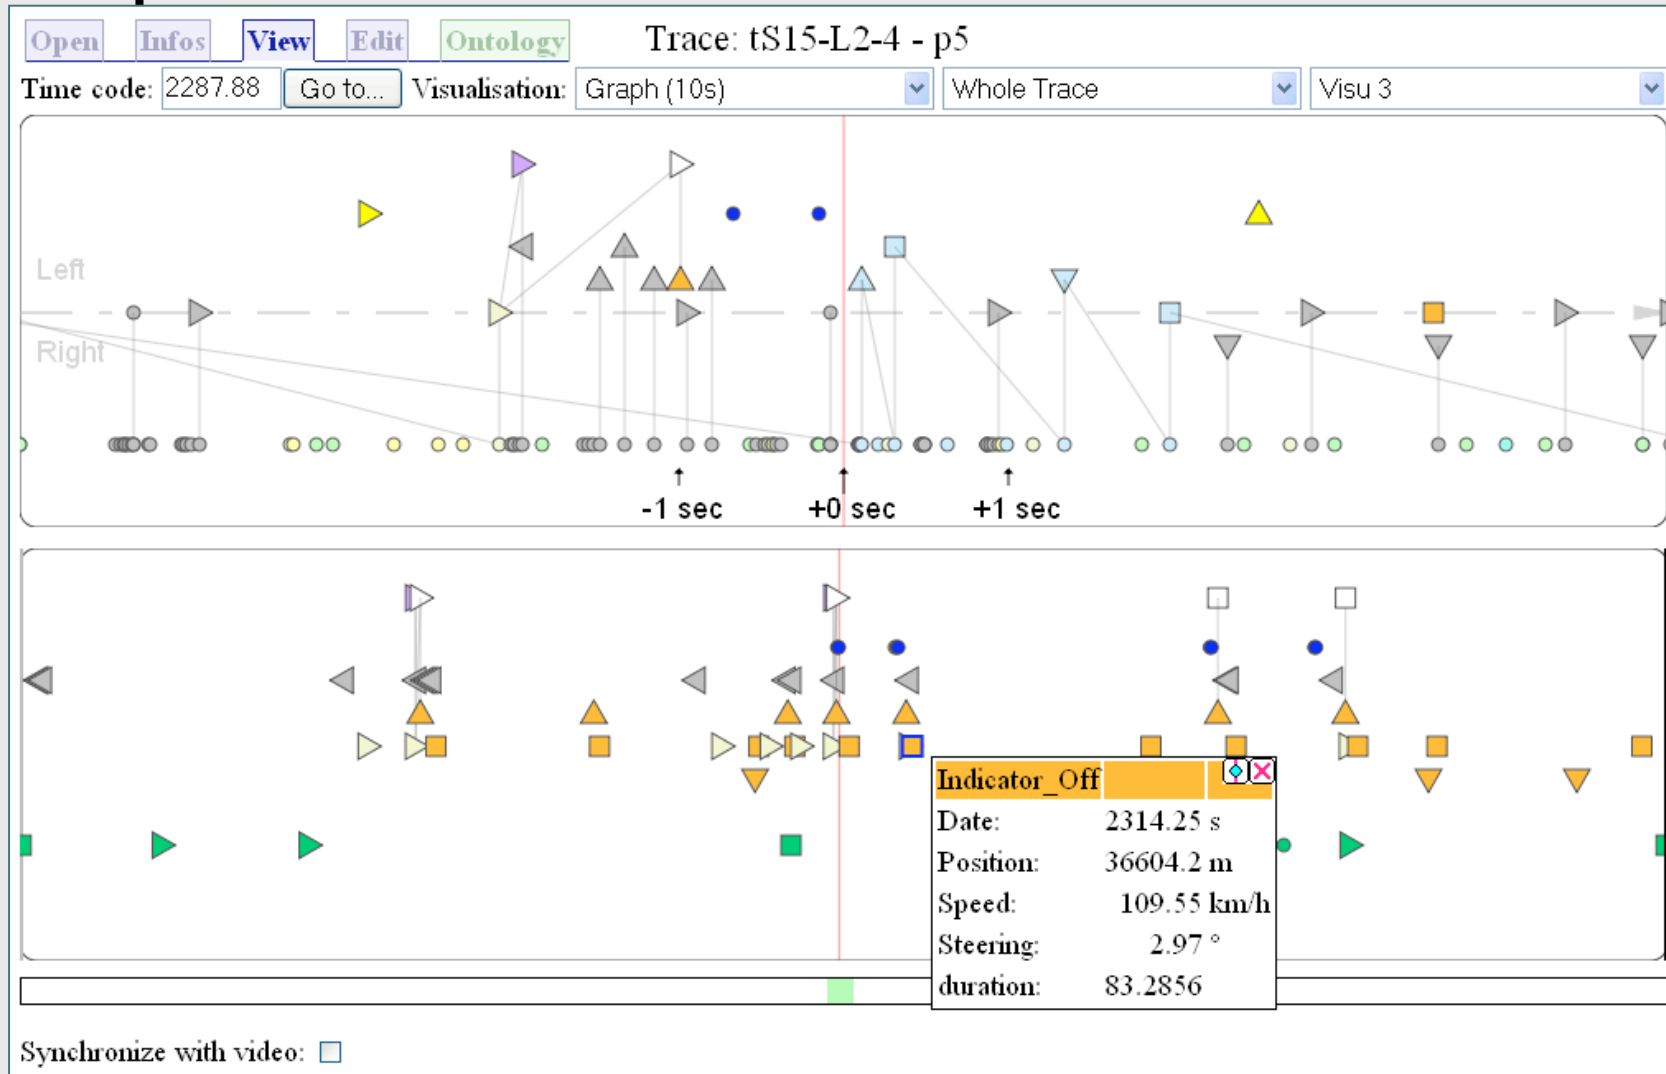 Open Infos View Edit Ontology Trace: tS15-L2-4 - p5
Time code: 2287.88 Go to... Visualisation: Graph (10s) Whole Trace Visu 3
Left
Right
-1 sec +0 sec +1 sec
Indicator_Off
Date: 2314.25 s
Position: 36604.2 m
Speed: 109.55 km/h
Steering: 2.97 °
duration: 83.2856
Synchronize with video: